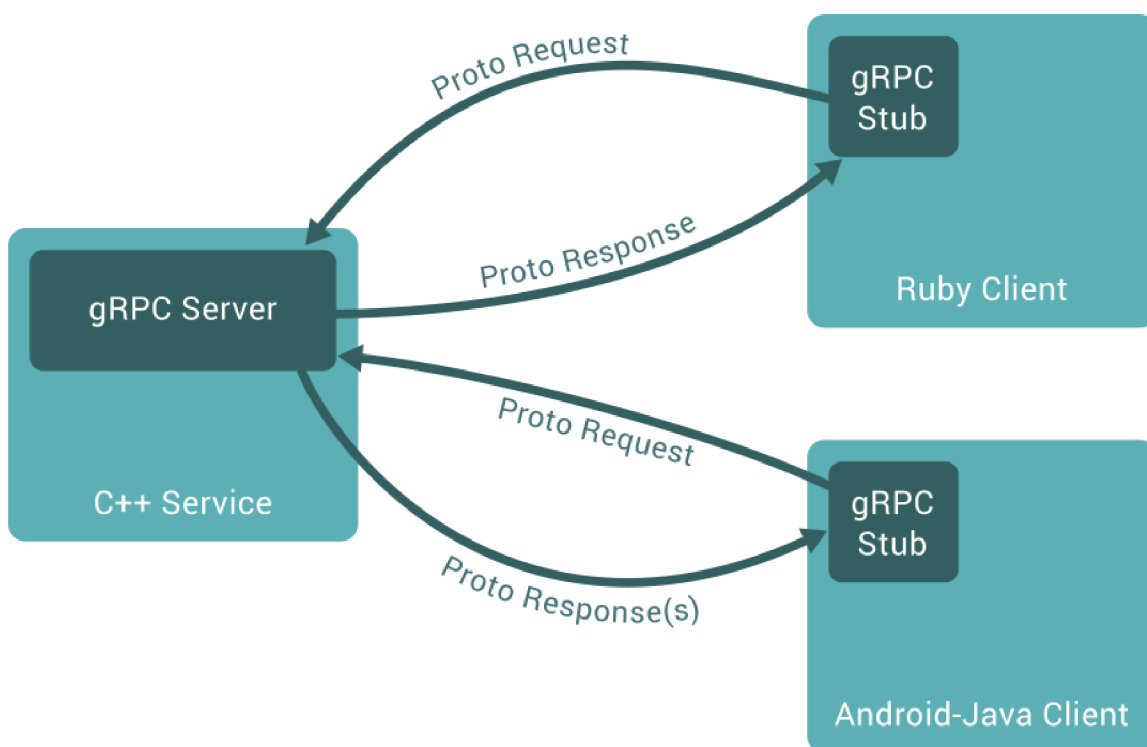 Proto Request
gRPC
Stub
Proto Response
Ruby Client
gRPC Server
C++ Service
Proto Request
gRPC
Stub
Proto Response(s)
Android-Java Client